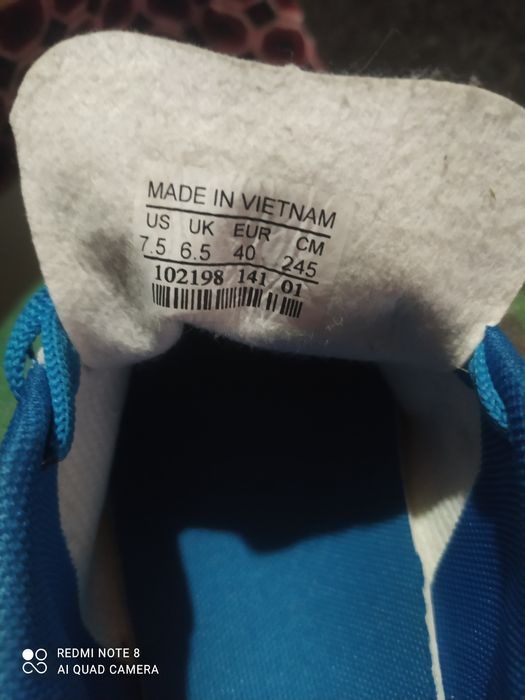 MADE IN VIETNAM
US UK EUR CM
7.5 6.5 40 245
102198 141 01
REDMI NOTE 8
AI QUAD CAMERA